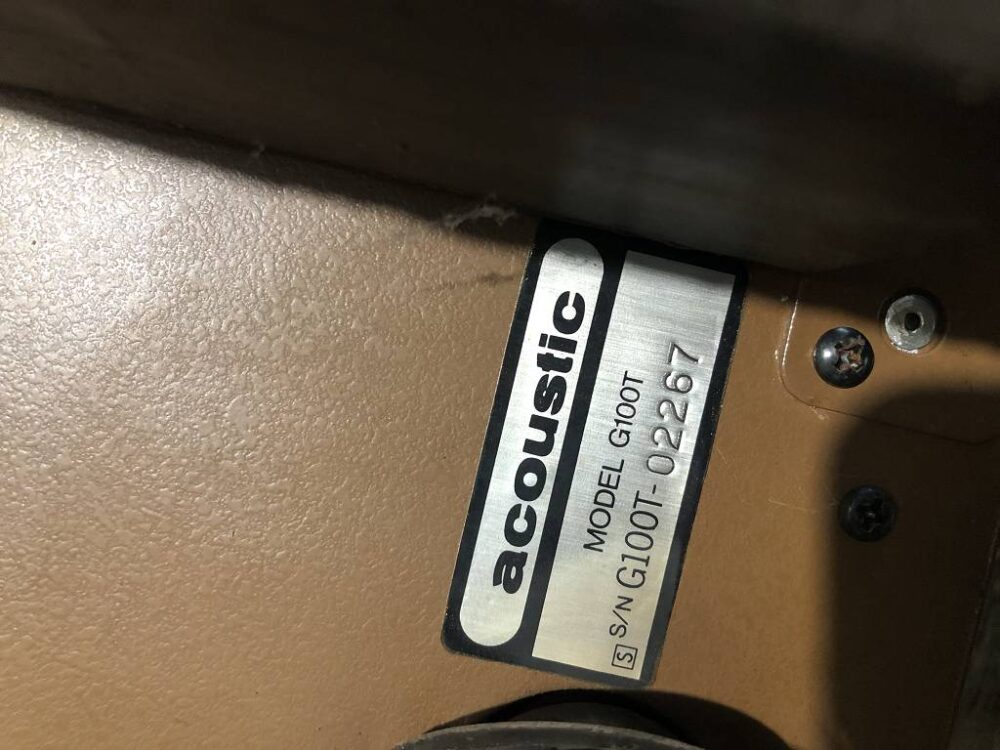 acoustic
MODEL G100T
S S/N G100T-02267